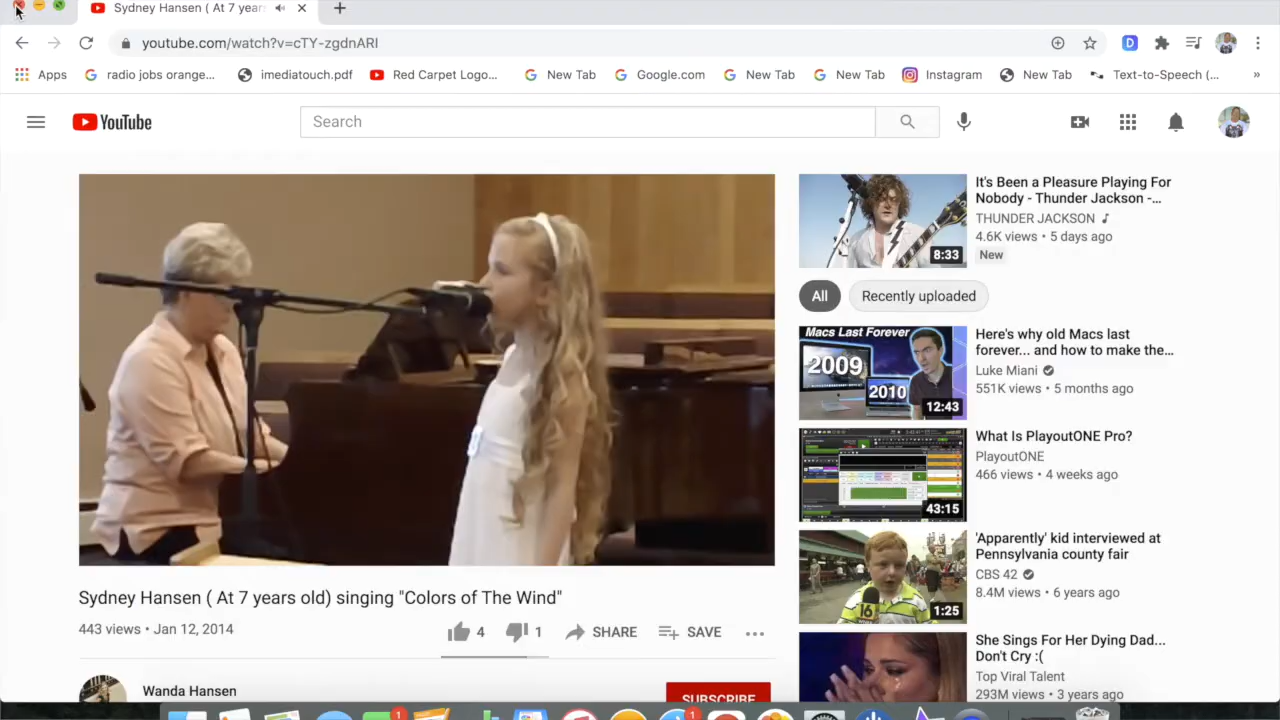 Sydney Hansen ( At 7 years
youtube.com/watch?v=cTY-zgdnARI
Apps
radio jobs orange...
imediatouch.pdf
Red Carpet Logo...
New Tab
Google.com
New Tab
New Tab
Instagram
New Tab
Text-to-Speech (...
»
YouTube
Search
It's Been a Pleasure Playing For
Nobody - Thunder Jackson -...
THUNDER JACKSON
4.6K views • 5 days ago
New
8:33
All
Recently uploaded
Macs Last Forever
2009
2010
12:43
Here's why old Macs last
forever... and how to make the...
Luke Miani
551K views • 5 months ago
What Is PlayoutONE Pro?
PlayoutONE
466 views • 4 weeks ago
43:15
'Apparently' kid interviewed at
Pennsylvania county fair
CBS 42
8.4M views • 6 years ago
16
1:25
She Sings For Her Dying Dad...
Don't Cry :(
Top Viral Talent
293M views • 3 years ago
Sydney Hansen ( At 7 years old) singing "Colors of The Wind"
443 views • Jan 12, 2014
4
1
SHARE
SAVE
Wanda Hansen
SUBSCRIBE
1
1